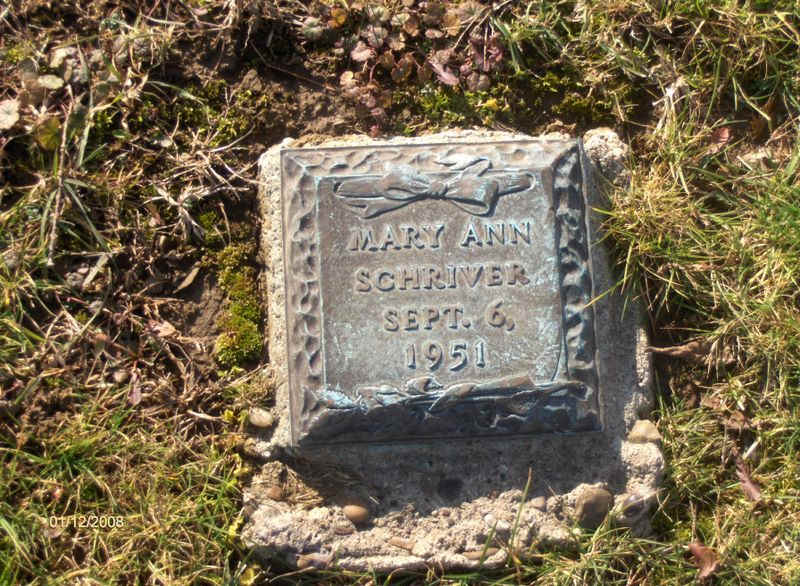 MARY ANN
SCHRIVER
SEPT. 6,
1951
01/12/2008